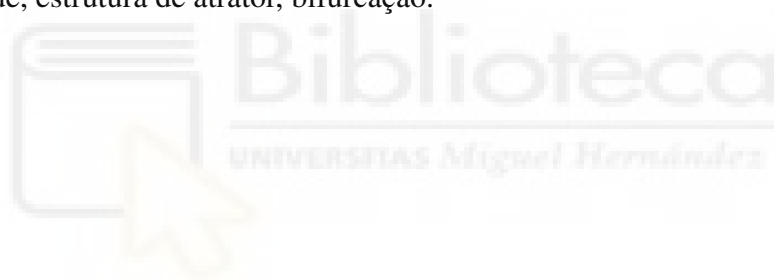 de, estrutura de atrator, bifurcação.
Biblioteca
UNIVERSITAS Miguel Hernández